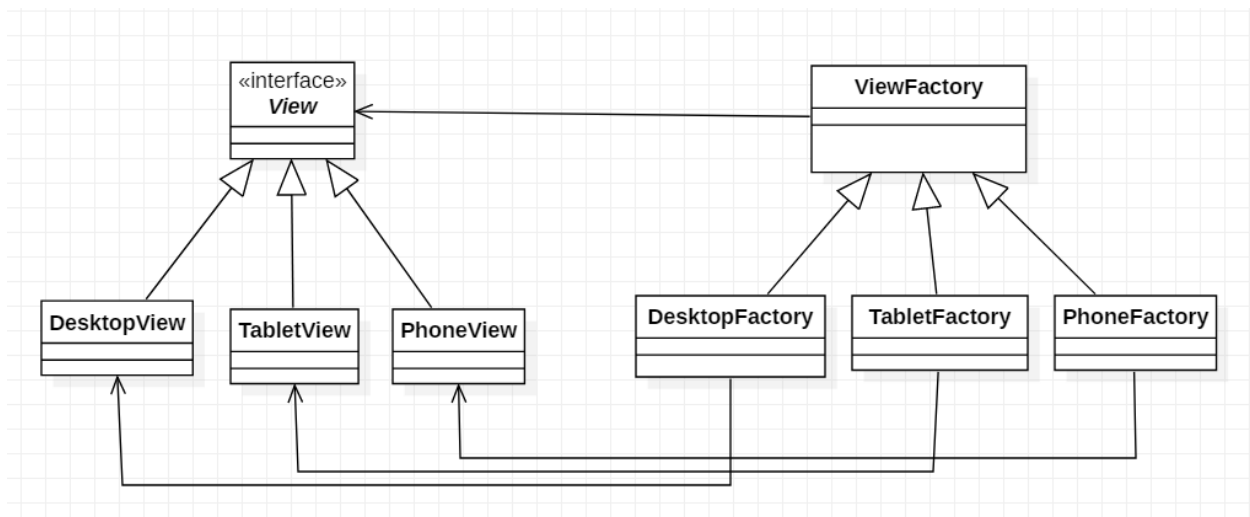 «interface»
View
ViewFactory
DesktopView
TabletView
PhoneView
DesktopFactory
TabletFactory
PhoneFactory